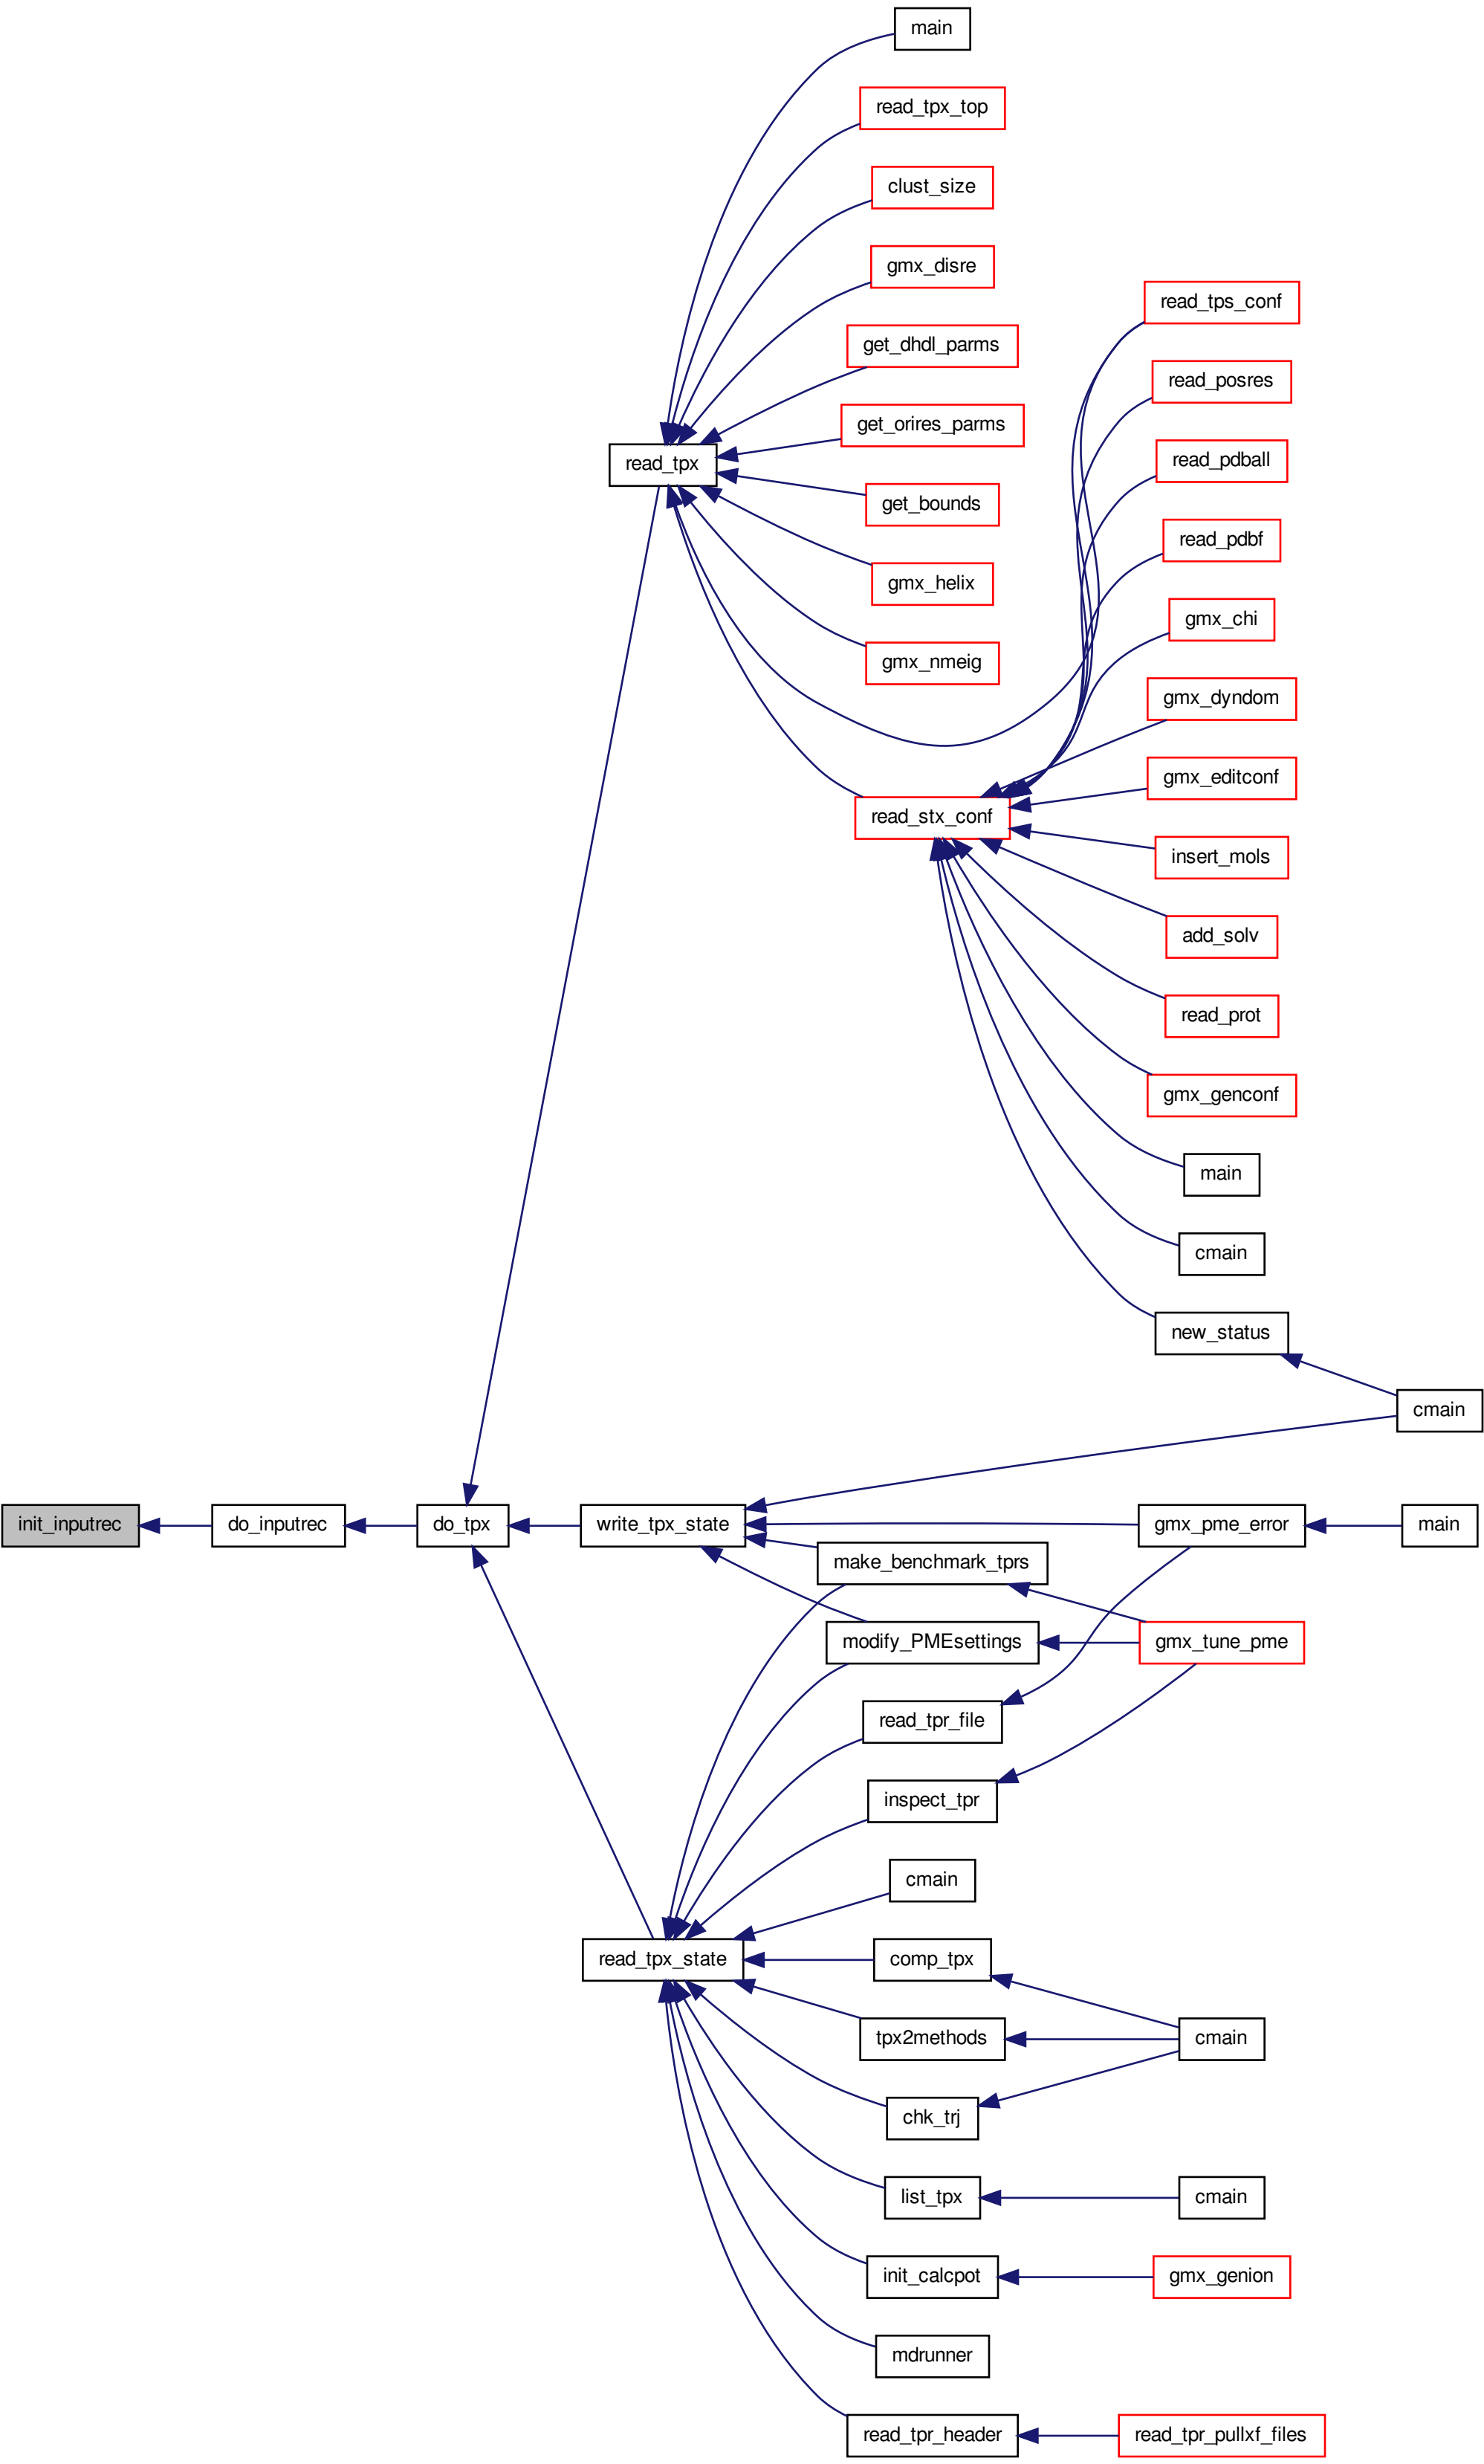 main
read_tpx_top
clust_size
gmx_disre
read_tps_conf
get_dhdl_parms
read_posres
get_orires_parms
read_tpx
read_pdball
get_bounds
read_pdbf
gmx_helix
gmx_chi
gmx_nmeig
gmx_dyndom
gmx_editconf
read_stx_conf
insert_mols
add_solv
read_prot
gmx_genconf
main
cmain
new_status
cmain
init_inputrec
do_inputrec
do_tpx
write_tpx_state
gmx_pme_error
main
make_benchmark_tprs
modify_PMEsettings
gmx_tune_pme
read_tpr_file
inspect_tpr
cmain
read_tpx_state
comp_tpx
tpx2methods
cmain
chk_trj
list_tpx
cmain
init_calcpot
gmx_genion
mdrunner
read_tpr_header
read_tpr_pullxf_files